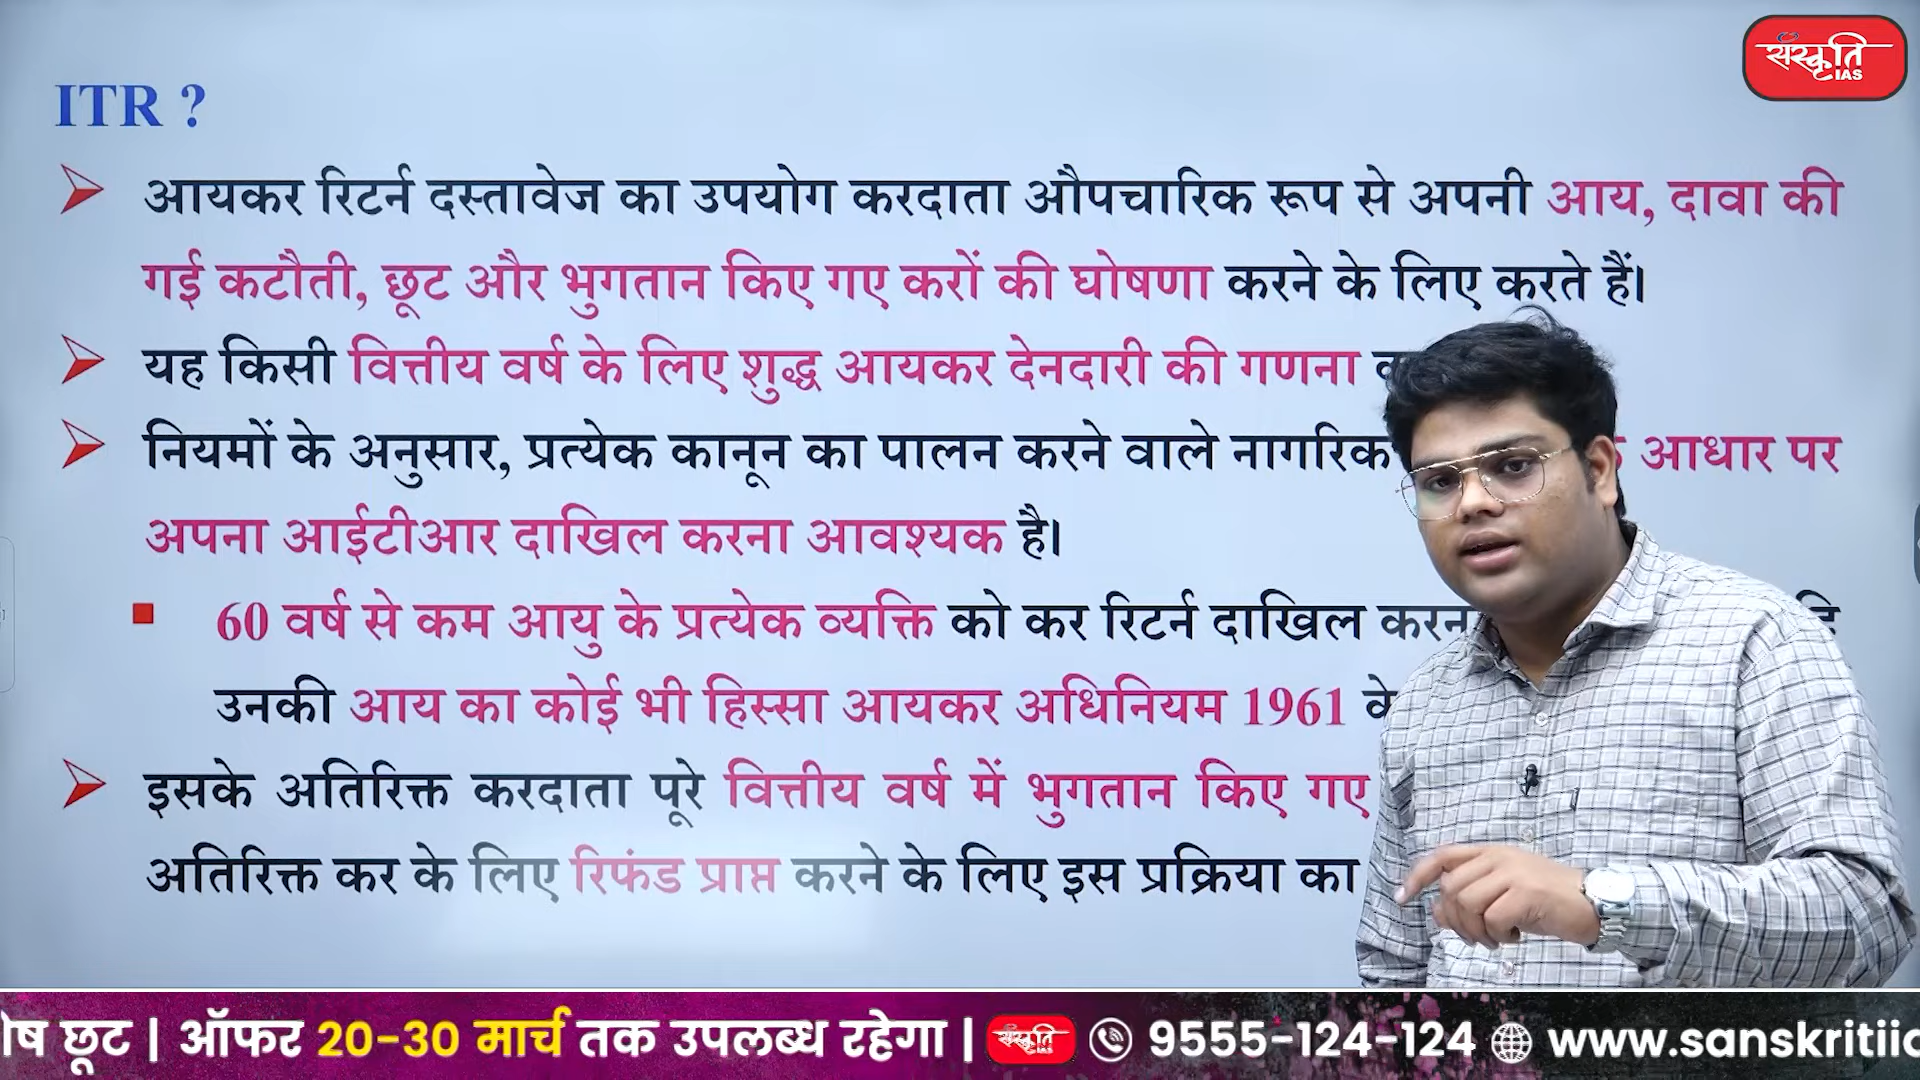 संस्कृति
IAS
ITR ?
आयकर रिटर्न दस्तावेज का उपयोग करदाता औपचारिक रूप से अपनी आय, दावा की
गई कटौती, छूट और भुगतान किए गए करों की घोषणा करने के लिए करते हैं।
यह किसी वित्तीय वर्ष के लिए शुद्ध आयकर देनदारी की गणना
नियमों के अनुसार, प्रत्येक कानून का पालन करने वाले नागरिक आधार पर
अपना आईटीआर दाखिल करना आवश्यक है।
60 वर्ष से कम आयु के प्रत्येक व्यक्ति को कर रिटर्न दाखिल
उनकी आय का कोई भी हिस्सा आयकर अधिनियम 1961
इसके अतिरिक्त करदाता पूरे वित्तीय वर्ष में भुगतान किए गए
अतिरिक्त कर के लिए रिफंड प्राप्त करने के लिए इस प्रक्रिया का
छूट | ऑफर 20-30 मार्च तक उपलब्ध रहेगा | संस्कृति IAS 9555-124-124 www.sanskritiia